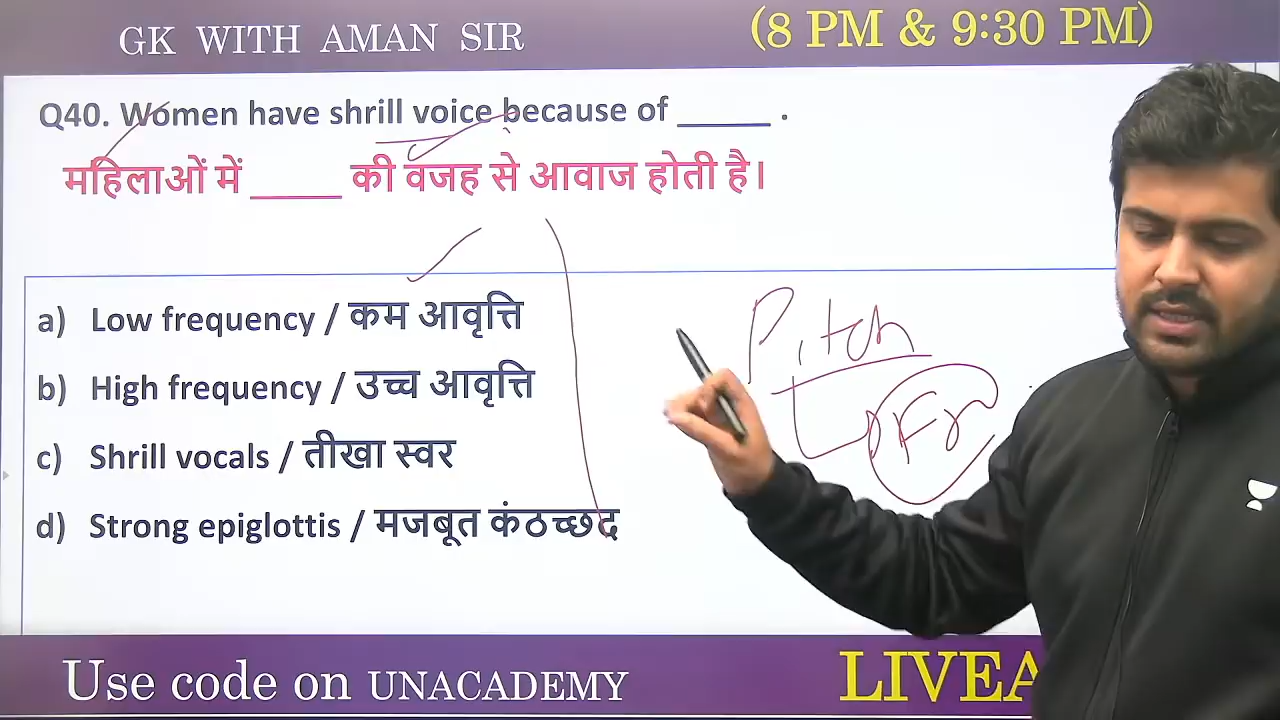 GK WITH AMAN SIR
(8 PM & 9:30 PM)
Q40. Women have shrill voice because of _____ .
महिलाओं में _____ की वजह से आवाज होती है।
a) Low frequency / कम आवृत्ति
b) High frequency / उच्च आवृत्ति
c) Shrill vocals / तीखा स्वर
d) Strong epiglottis / मजबूत कंठच्छद
Pitch
Fr
Use code on UNACADEMY
LIVEA